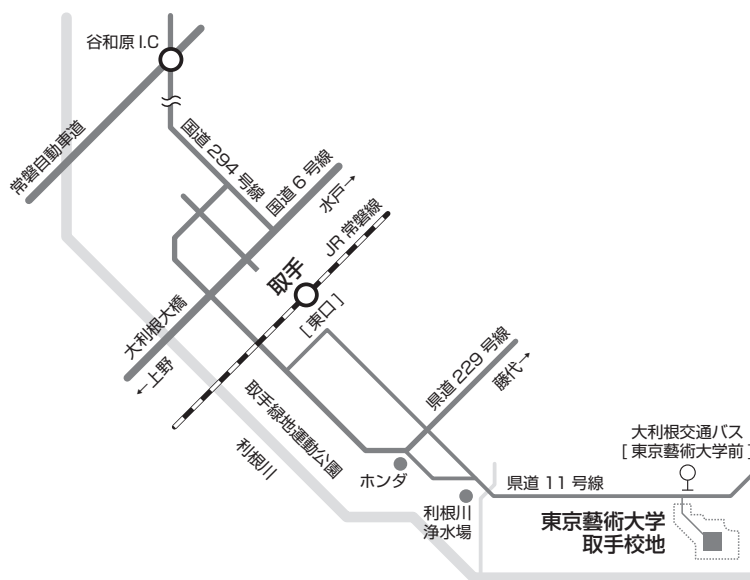 谷和原 I.C
常磐自動車道
国道 294 号線
国道 6 号線
水戸→
JR 常磐線
取手
[ 東口 ]
大利根大橋
←上野
取手緑地運動公園
利根川
県道 229 号線
藤代→
ホンダ
利根川
浄水場
県道 11 号線
大利根交通バス
[ 東京藝術大学前 ]
東京藝術大学
取手校地